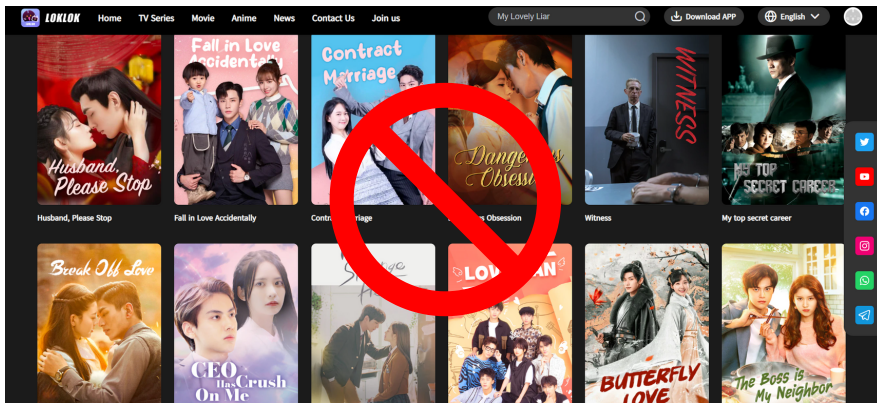 LOKLOK Home TV Series Movie Anime News Contact Us Join us My Lovely Liar Download APP English
Fall in Love
Accidentally
Contract
Marriage
WITNESS
Husband,
Please Stop
Obsession
MY TOP
SECRET CAREER
Husband, Please Stop Fall in Love Accidentally Obsession Witness My top secret career
Break Off Love
CEO
Has Crush
On Me
BUTTERFLY
LOVE
The Boss is
My Neighbor